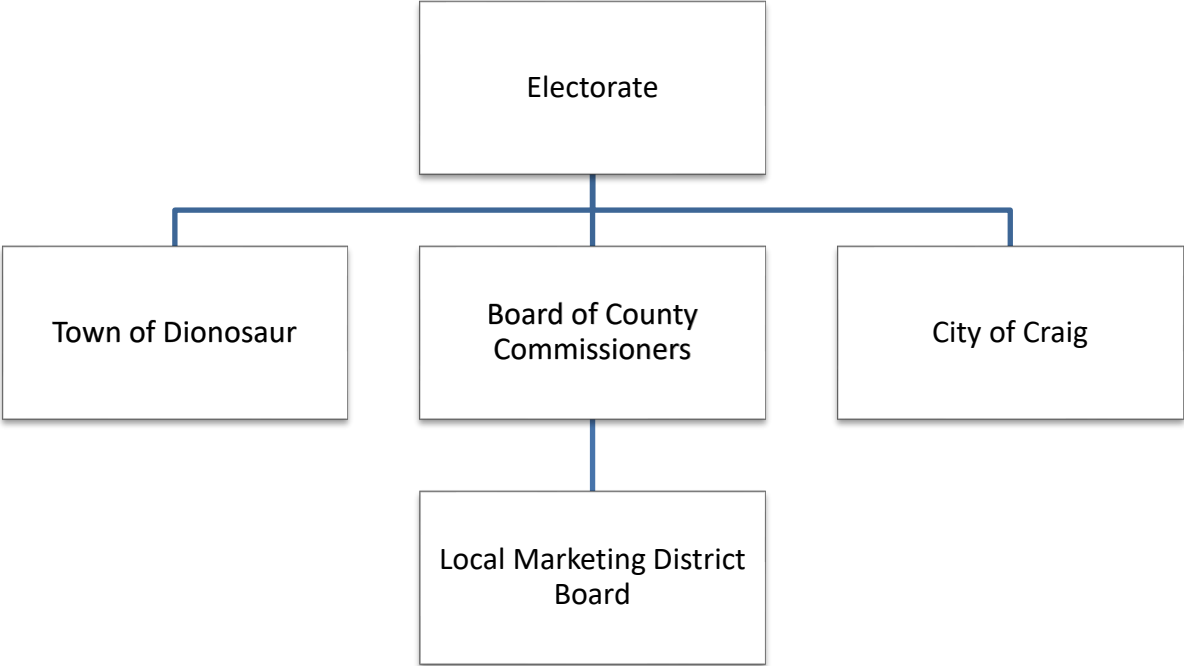 Electorate
Town of Dionosaur
Board of County
Commissioners
City of Craig
Local Marketing District
Board